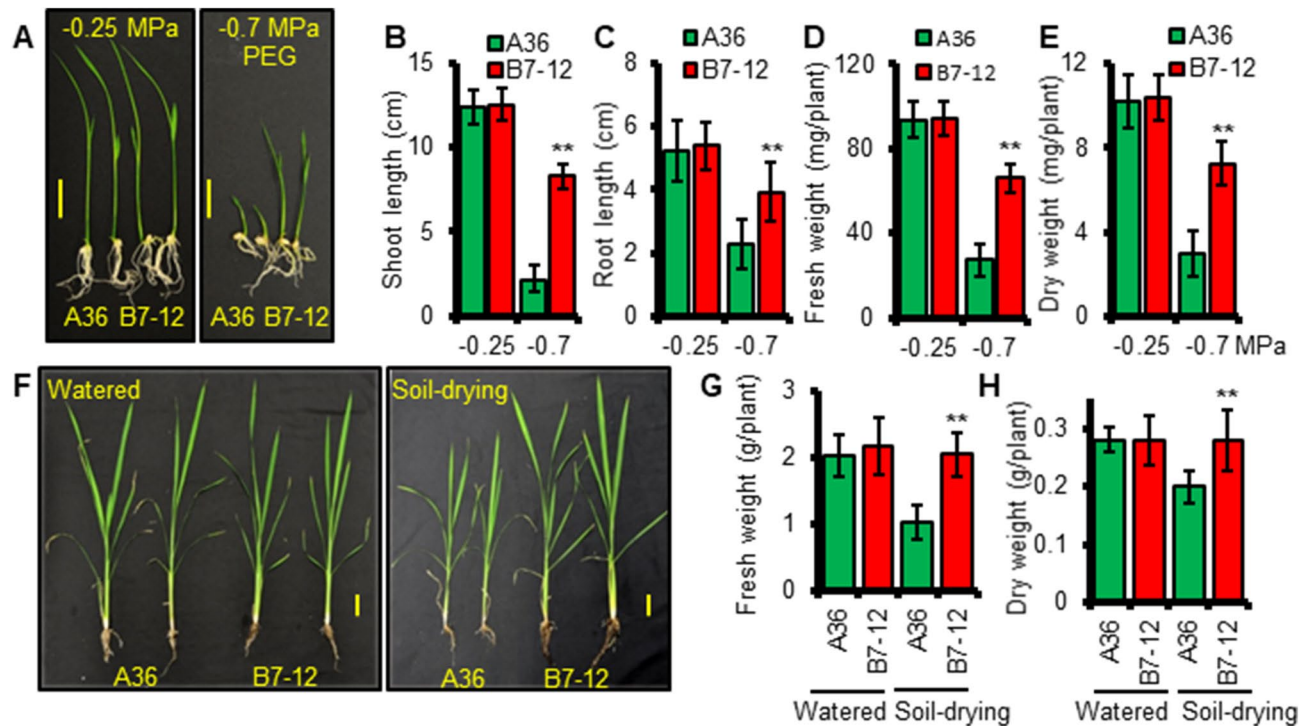 A
-0.25 MPa
-0.7 MPa
PEG
A36 B7-12
A36 B7-12
B
A36
B7-12
Shoot length (cm)
15
10
5
0
**
-0.25 -0.7
C
A36
B7-12
Root length (cm)
8
6
4
2
0
**
-0.25 -0.7
D
A36
B7-12
Fresh weight (mg/plant)
120
80
40
0
**
-0.25 -0.7
E
A36
B7-12
Dry weight (mg/plant)
12
8
4
0
**
-0.25 -0.7 MPa
F
Watered
A36 B7-12
Soil-drying
A36 B7-12
G
Fresh weight (g/plant)
3
2
1
0
**
A36
B7-12
A36
B7-12
Watered Soil-drying
H
Dry weight (g/plant)
0.3
0.2
0.1
0
**
A36
B7-12
A36
B7-12
Watered Soil-drying